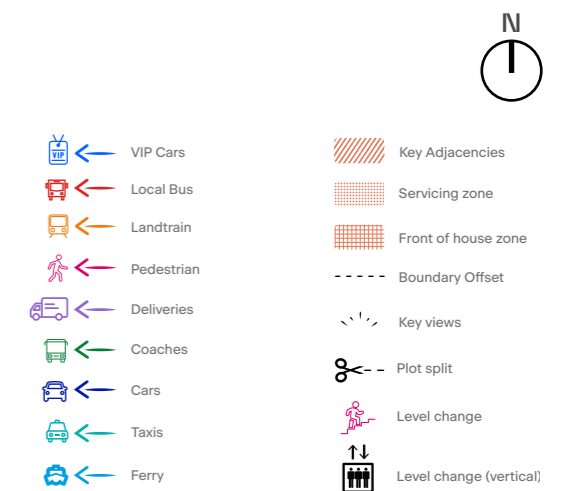 N
VIP
VIP Cars
Local Bus
Landtrain
Pedestrian
Deliveries
Coaches
Cars
Taxis
Ferry
Key Adjacencies
Servicing zone
Front of house zone
Boundary Offset
Key views
Plot split
Level change
Level change (vertical)